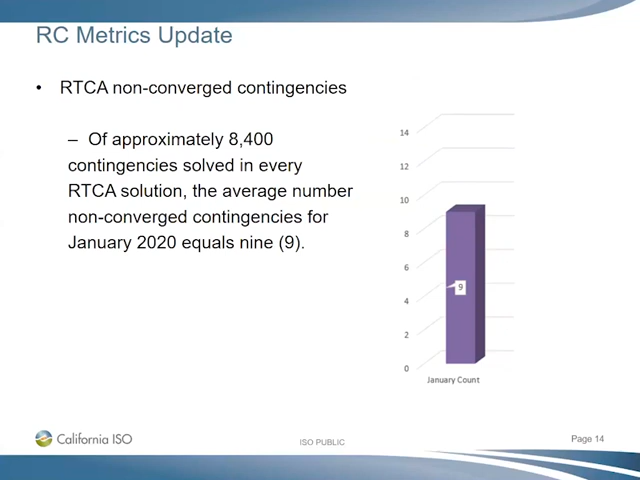 RC Metrics Update
• RTCA non-converged contingencies
– Of approximately 8,400
contingencies solved in every
RTCA solution, the average number
non-converged contingencies for
January 2020 equals nine (9).
14
12
10
8
6
4
2
0
9
January Count
California ISO
ISO PUBLIC
Page 14